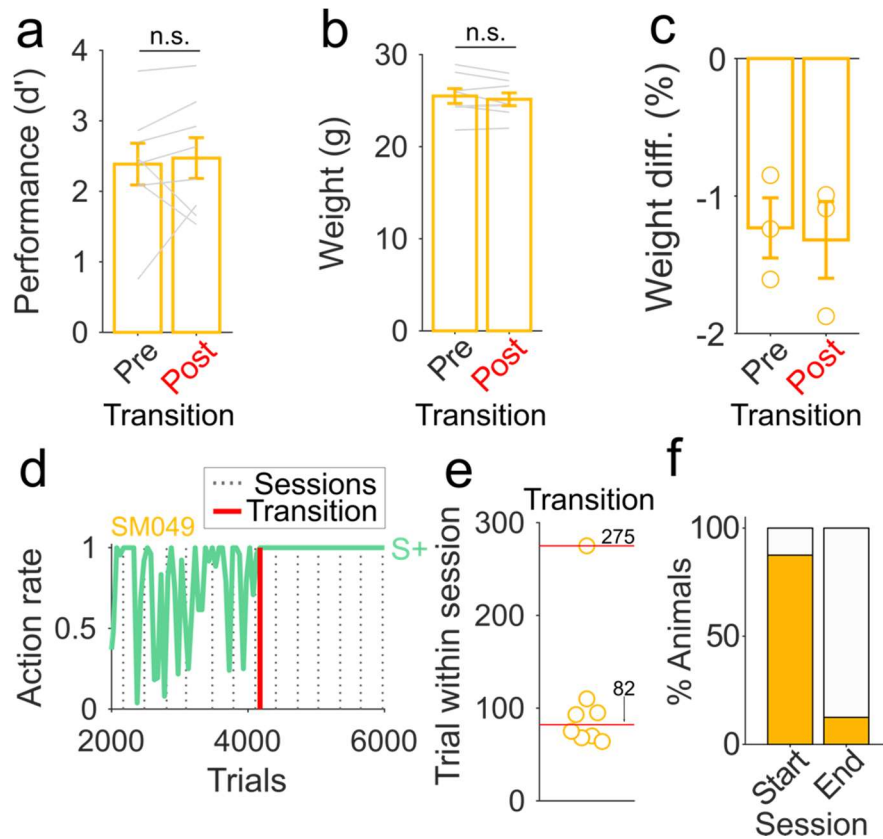 a
n.s.
Performance (d')
4
3
2
1
0
Pre
Post
Transition
b
n.s.
Weight (g)
30
20
10
0
Pre
Post
Transition
c
Weight diff. (%)
0
-1
-2
Pre
Post
Transition
d
Sessions
Transition
SM049
S+
Action rate
1
0.5
0
2000
4000
6000
Trials
e
Transition
Trial within session
300
200
100
0
275
82
f
% Animals
100
50
0
Start
End
Session